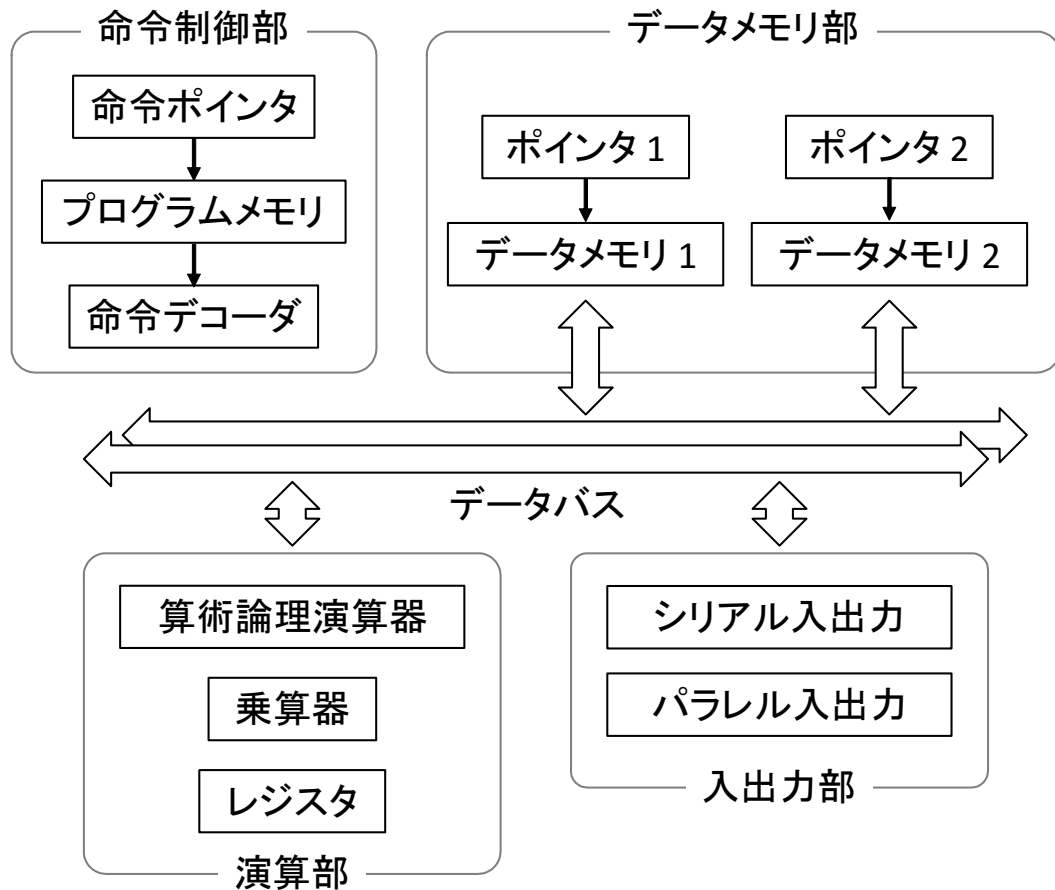 命令制御部
命令ポインタ
プログラムメモリ
命令デコーダ
データメモリ部
ポインタ 1
ポインタ 2
データメモリ 1
データメモリ 2
データバス
算術論理演算器
乗算器
レジスタ
演算部
シリアル入出力
パラレル入出力
入出力部